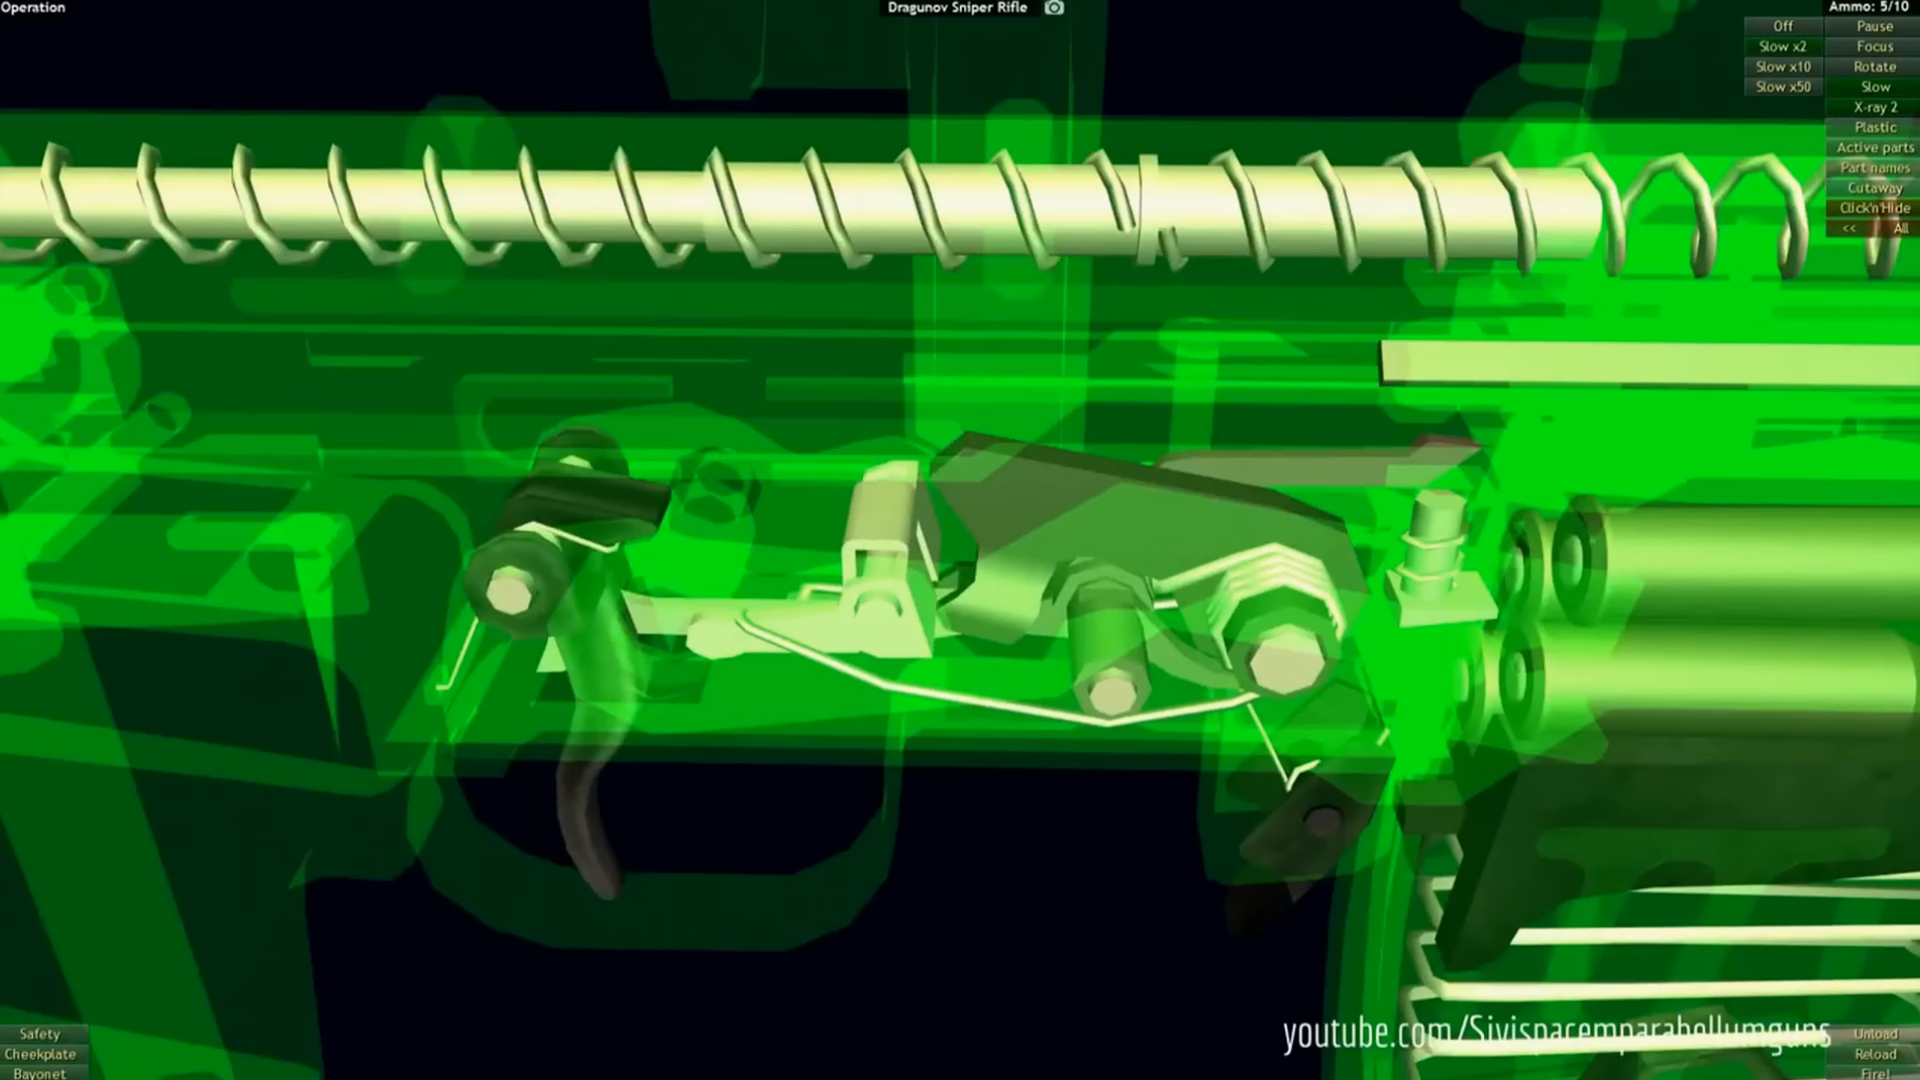 Operation
Dragunov Sniper Rifle
Ammo: 5/10
Off
Pause
Slow x2
Focus
Slow x10
Rotate
Slow x50
Slow
X-ray 2
Plastic
Active parts
Part names
Cutaway
Click'n'Hide
<< All
Safety
Cheekplate
Bayonet
youtube.com/Sivispacemparabellumguns
Unload
Reload
Fire!